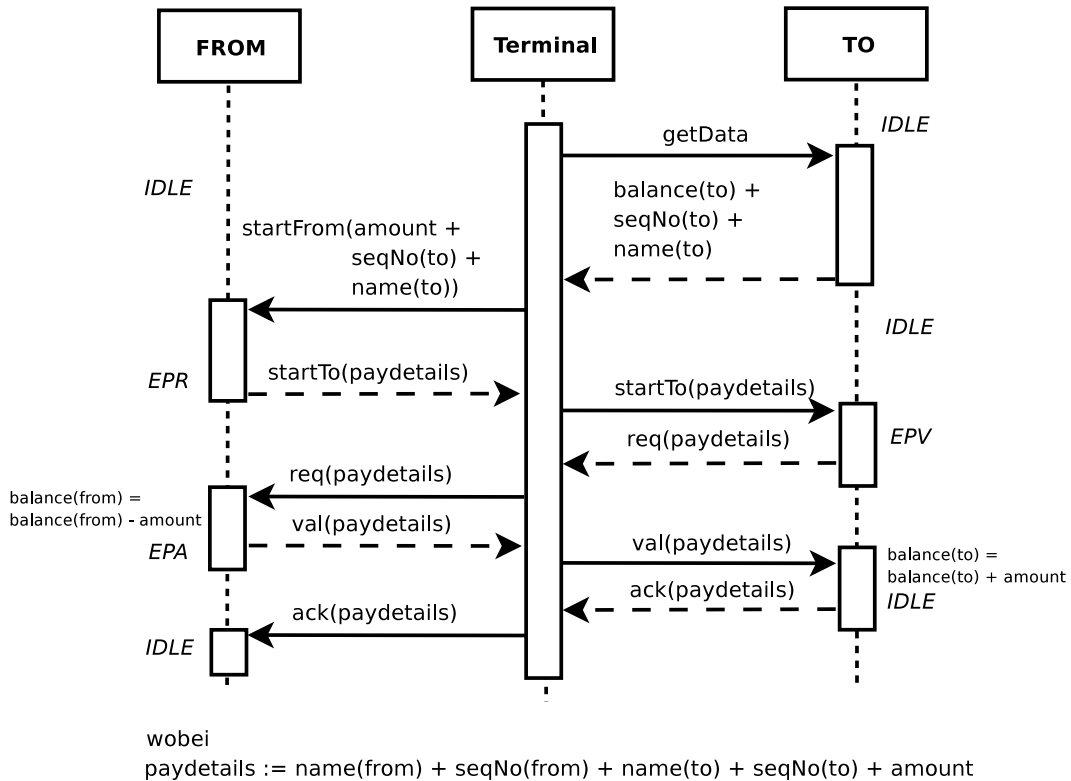 FROM
Terminal
TO
IDLE
getData
IDLE
balance(to) +
seqNo(to) +
name(to)
startFrom(amount +
seqNo(to) +
name(to))
IDLE
EPR
startTo(paydetails)
startTo(paydetails)
req(paydetails)
EPV
req(paydetails)
balance(from) =
balance(from) - amount
val(paydetails)
EPA
val(paydetails)
balance(to) =
balance(to) + amount
ack(paydetails)
IDLE
ack(paydetails)
IDLE
wobei
paydetails := name(from) + seqNo(from) + name(to) + seqNo(to) + amount